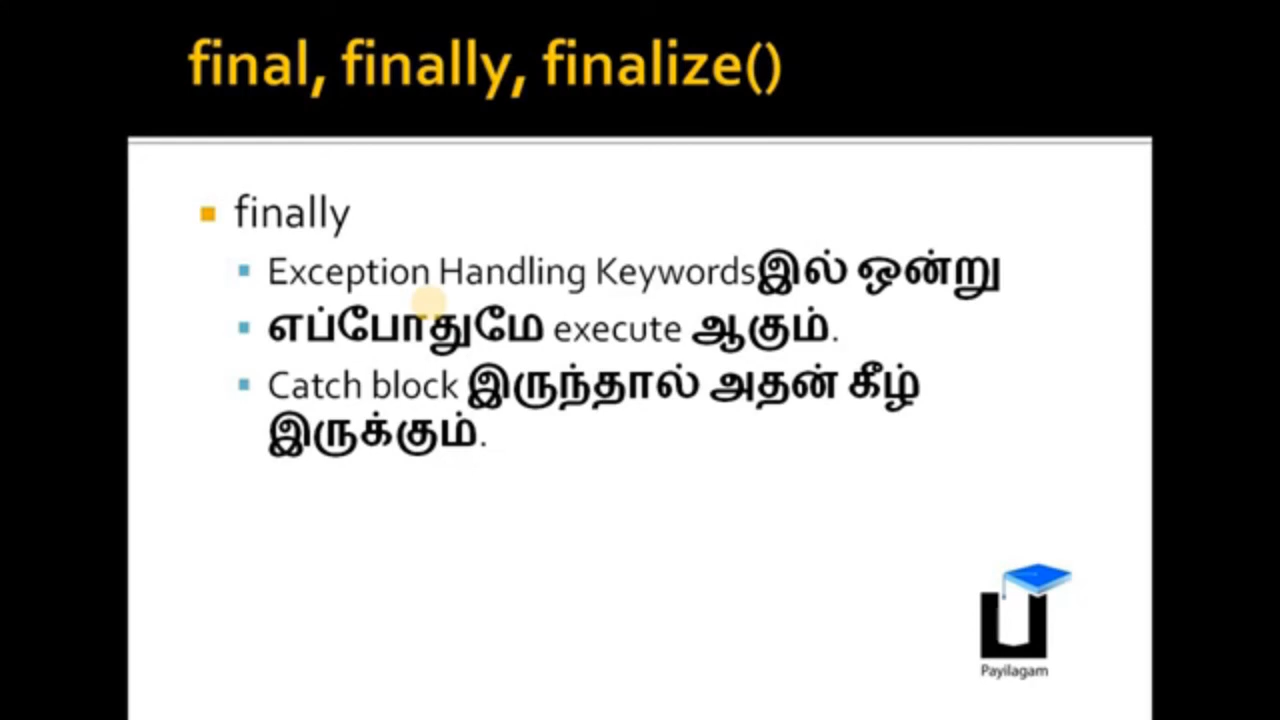 final, finally, finalize()
finally
Exception Handling Keywordsஇல் ஒன்று
எப்போதுமே execute ஆகும்.
Catch block இருந்தால் அதன் கீழ்
இருக்கும்.
Payilagam